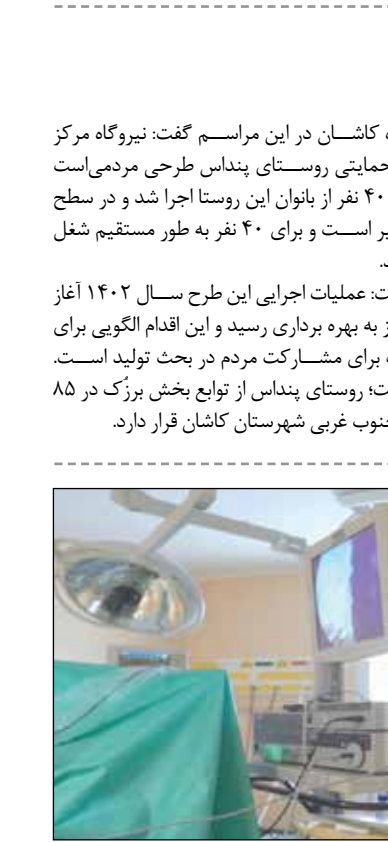 کاشـــان در این مراســـم گفت: نیروگاه مرکز
حمایتی روســـتای پنداس طرحی مردمی‌است
۴۰ نفر از بانوان این روستا اجرا شد و در سطح
اســـت و برای ۴۰ نفر به طور مستقیم شغل
عملیات اجرایی این طرح ســـال ۱۴۰۲ آغاز
به بهره برداری رسید و این اقدام الگویی برای
برای مشـــارکت مردم در بحث تولید اســـت.
روستای پنداس از توابع بخش برزُک در ۸۵
غربی شهرستان کاشان قرار دارد.